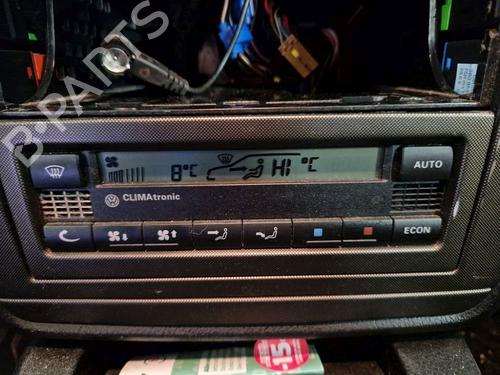 B-PARTS
8°C
HI °C
AUTO
CLIMAtronic
ECON
-15